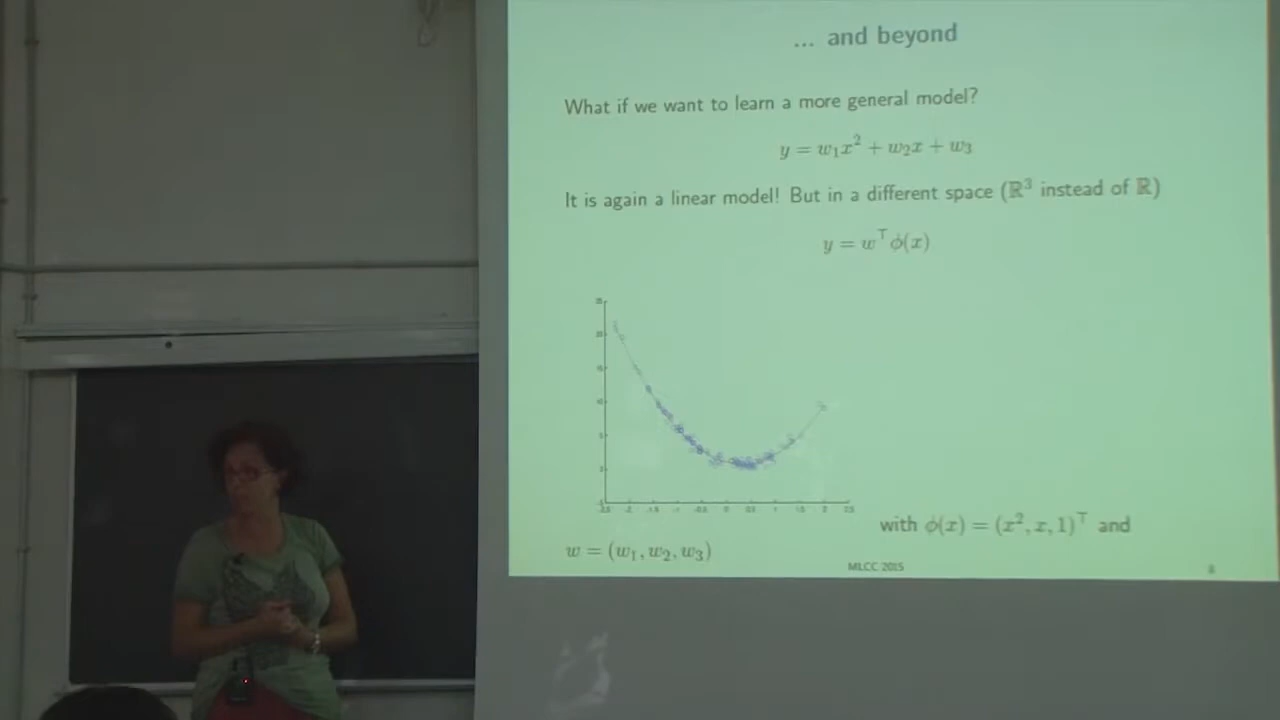 ... and beyond
What if we want to learn a more general model?
y = w₁x² + w₂x + w₃
It is again a linear model! But in a different space (ℝ³ instead of ℝ)
y = wᵀϕ(x)
with ϕ(x) = (x², x, 1)ᵀ and
w = (w₁, w₂, w₃)
MLCC 2015